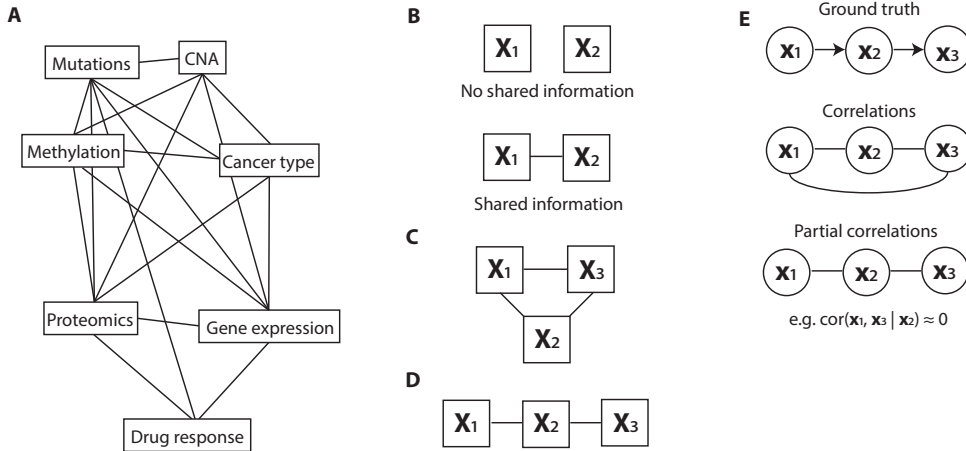 A
Mutations
CNA
Methylation
Cancer type
Proteomics
Gene expression
Drug response
B
X1 X2
No shared information
X1 X2
Shared information
C
X1 X3
X2
D
X1 X2 X3
E
Ground truth
x1 x2 x3
Correlations
x1 x2 x3
Partial correlations
x1 x2 x3
e.g. cor(x1, x3 | x2) ≈ 0